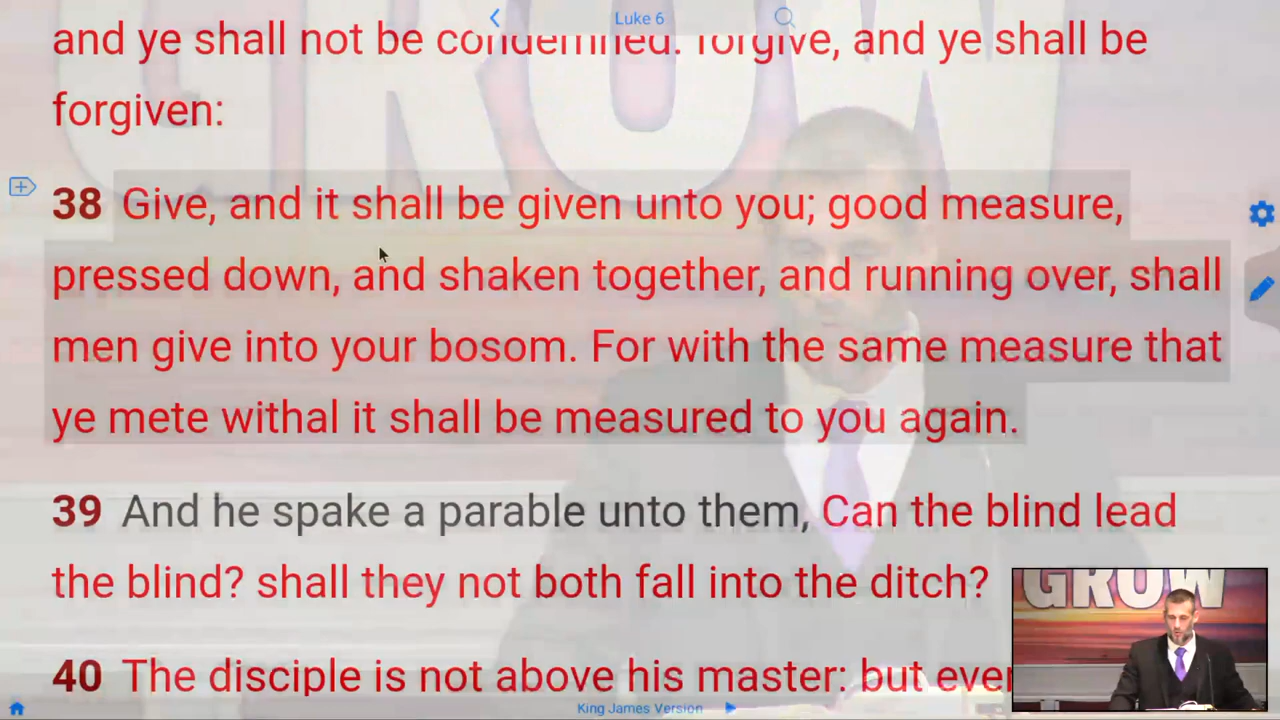 Luke 6
GROW
and ye shall not be condemned: forgive, and ye shall be
forgiven:
38 Give, and it shall be given unto you; good measure,
pressed down, and shaken together, and running over, shall
men give into your bosom. For with the same measure that
ye mete withal it shall be measured to you again.
39 And he spake a parable unto them, Can the blind lead
the blind? shall they not both fall into the ditch?
40 The disciple is not above his master: but ever
GROW
King James Version